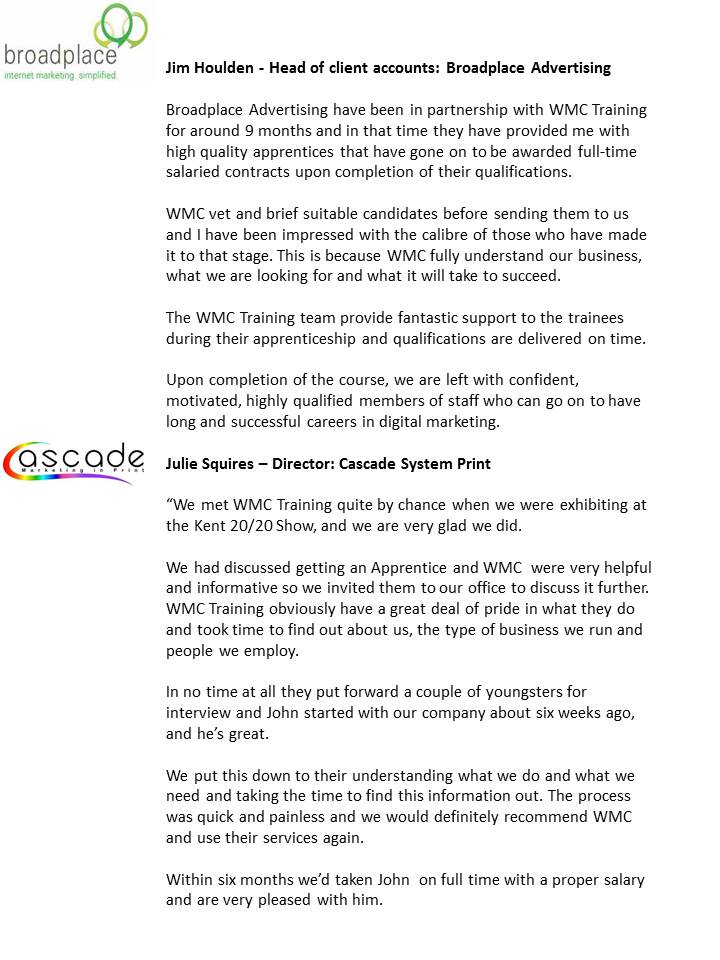 broadplace
internet marketing. simplified.
Jim Houlden - Head of client accounts: Broadplace Advertising
Broadplace Advertising have been in partnership with WMC Training
for around 9 months and in that time they have provided me with
high quality apprentices that have gone on to be awarded full-time
salaried contracts upon completion of their qualifications.
WMC vet and brief suitable candidates before sending them to us
and I have been impressed with the calibre of those who have made
it to that stage. This is because WMC fully understand our business,
what we are looking for and what it will take to succeed.
The WMC Training team provide fantastic support to the trainees
during their apprenticeship and qualifications are delivered on time.
Upon completion of the course, we are left with confident,
motivated, highly qualified members of staff who can go on to have
long and successful careers in digital marketing.
cascade
Marketing in Print
Julie Squires – Director: Cascade System Print
“We met WMC Training quite by chance when we were exhibiting at
the Kent 20/20 Show, and we are very glad we did.
We had discussed getting an Apprentice and WMC were very helpful
and informative so we invited them to our office to discuss it further.
WMC Training obviously have a great deal of pride in what they do
and took time to find out about us, the type of business we run and
people we employ.
In no time at all they put forward a couple of youngsters for
interview and John started with our company about six weeks ago,
and he’s great.
We put this down to their understanding what we do and what we
need and taking the time to find this information out. The process
was quick and painless and we would definitely recommend WMC
and use their services again.
Within six months we’d taken John on full time with a proper salary
and are very pleased with him.